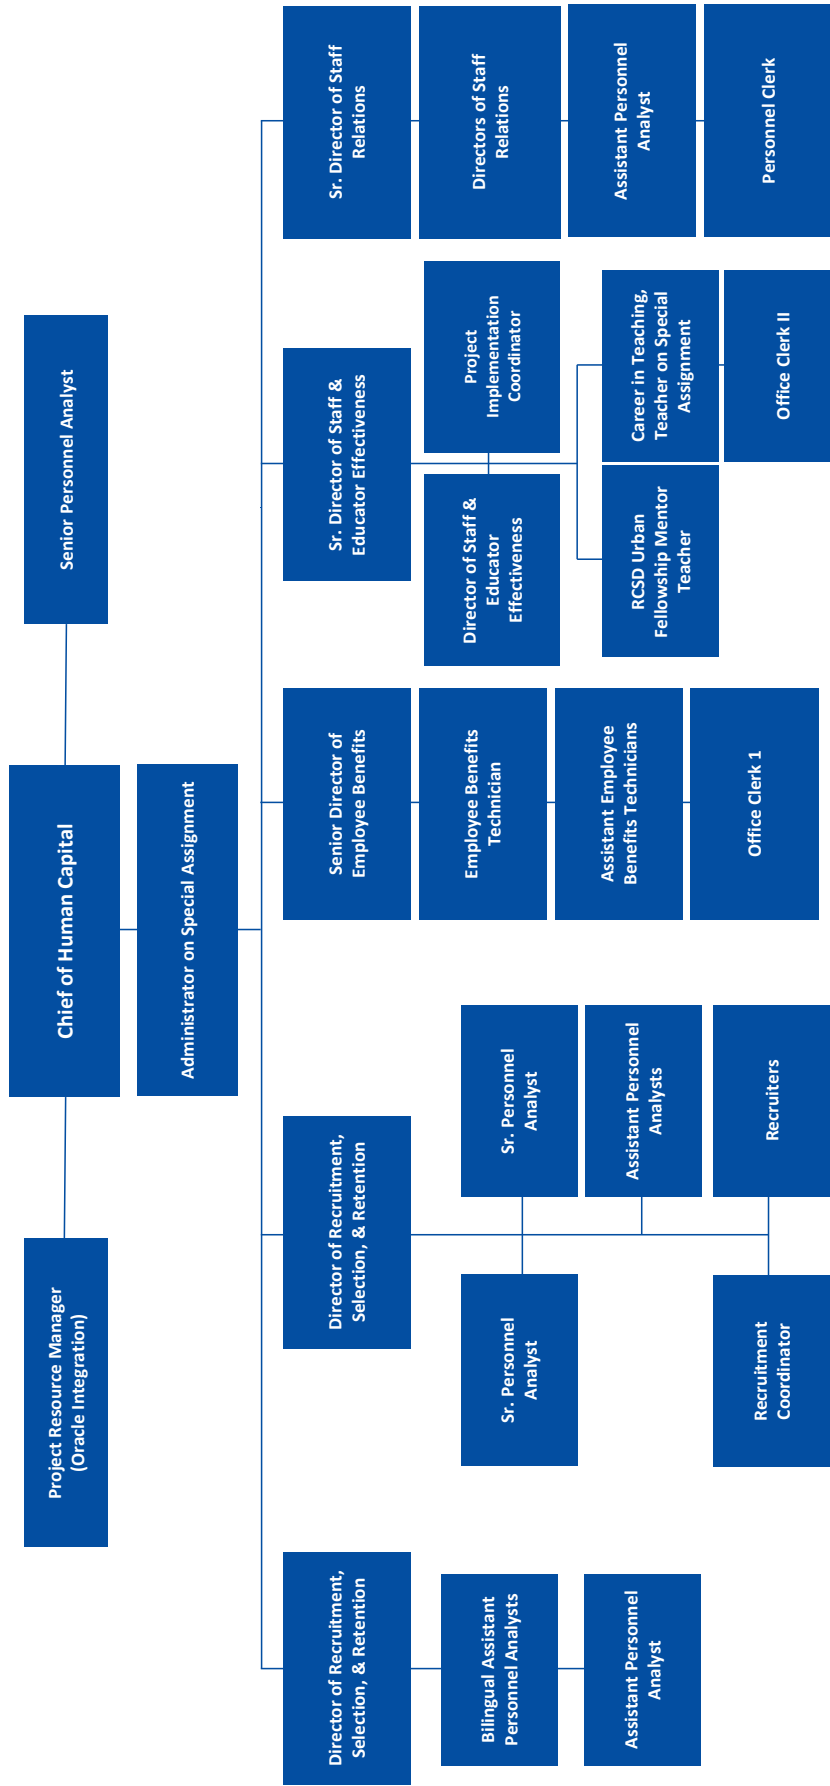 Project Resource Manager
(Oracle Integration)
Chief of Human Capital
Senior Personnel Analyst
Administrator on Special Assignment
Director of Recruitment,
Selection, & Retention
Director of Recruitment,
Selection, & Retention
Senior Director of
Employee Benefits
Sr. Director of Staff &
Educator Effectiveness
Sr. Director of Staff
Relations
Bilingual Assistant
Personnel Analysts
Assistant Personnel
Analyst
Sr. Personnel
Analyst
Sr. Personnel
Analyst
Assistant Personnel
Analysts
Recruitment
Coordinator
Recruiters
Employee Benefits
Technician
Assistant Employee
Benefits Technicians
Office Clerk 1
Director of Staff &
Educator
Effectiveness
Project
Implementation
Coordinator
RCSD Urban
Fellowship Mentor
Teacher
Career in Teaching,
Teacher on Special
Assignment
Office Clerk II
Directors of Staff
Relations
Assistant Personnel
Analyst
Personnel Clerk